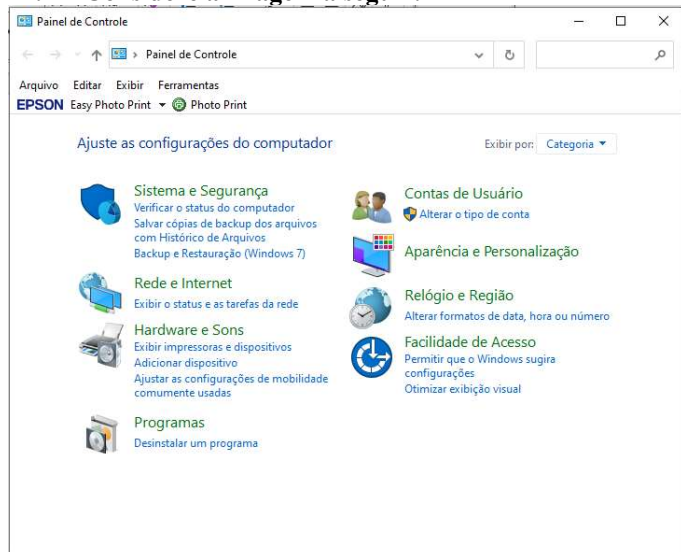 Painel de Controle
Painel de Controle
Arquivo Editar Exibir Ferramentas
EPSON Easy Photo Print Photo Print
Ajuste as configurações do computador
Exibir por: Categoria
Sistema e Segurança
Verificar o status do computador
Salvar cópias de backup dos arquivos
com Histórico de Arquivos
Backup e Restauração (Windows 7)
Rede e Internet
Exibir o status e as tarefas da rede
Hardware e Sons
Exibir impressoras e dispositivos
Adicionar dispositivo
Ajustar as configurações de mobilidade
comumente usadas
Programas
Desinstalar um programa
Contas de Usuário
Alterar o tipo de conta
Aparência e Personalização
Relógio e Região
Alterar formatos de data, hora ou número
Facilidade de Acesso
Permitir que o Windows sugira
configurações
Otimizar exibição visual